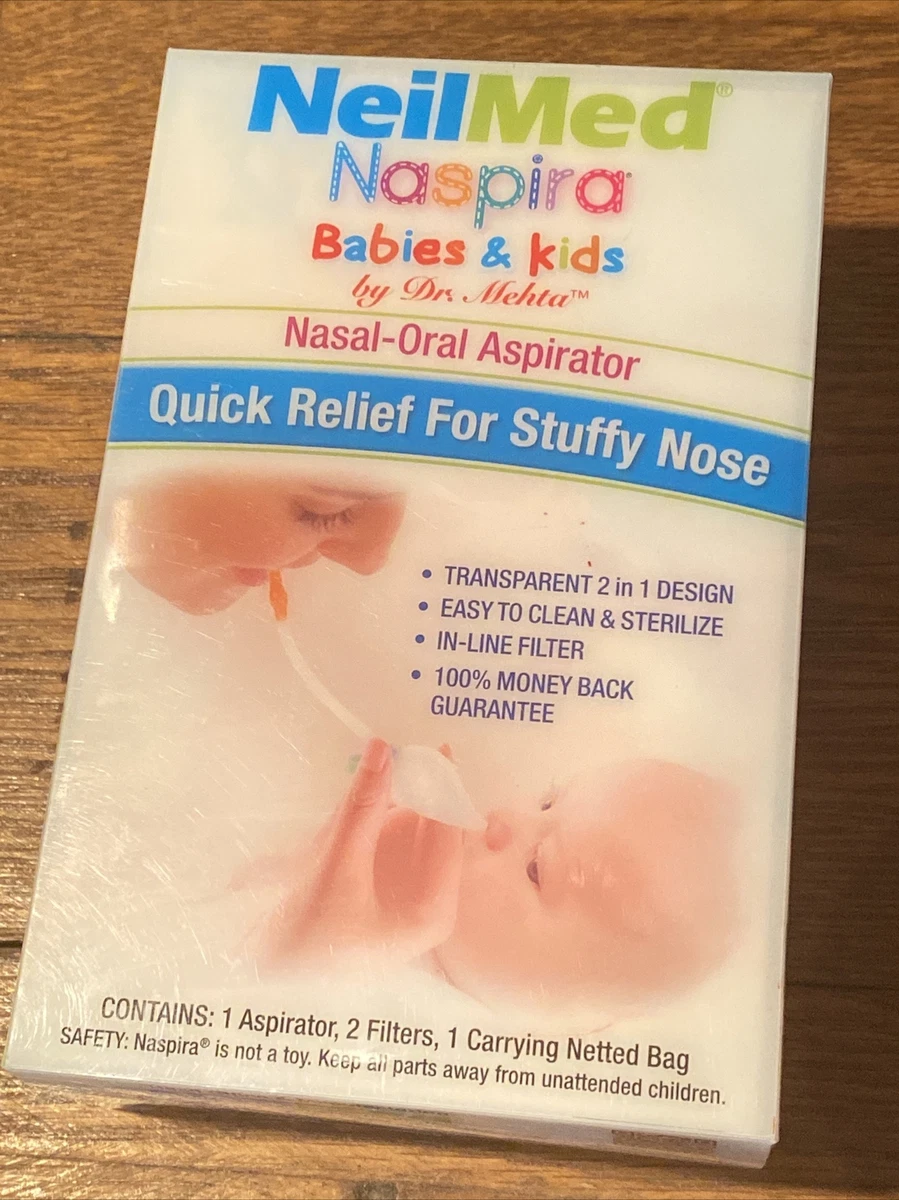 NeilMed®
Naspira®
Babies & kids
by Dr. Mehta™
Nasal-Oral Aspirator
Quick Relief For Stuffy Nose
• TRANSPARENT 2 in 1 DESIGN
• EASY TO CLEAN & STERILIZE
• IN-LINE FILTER
• 100% MONEY BACK
GUARANTEE
CONTAINS: 1 Aspirator, 2 Filters, 1 Carrying Netted Bag
SAFETY: Naspira® is not a toy. Keep all parts away from unattended children.